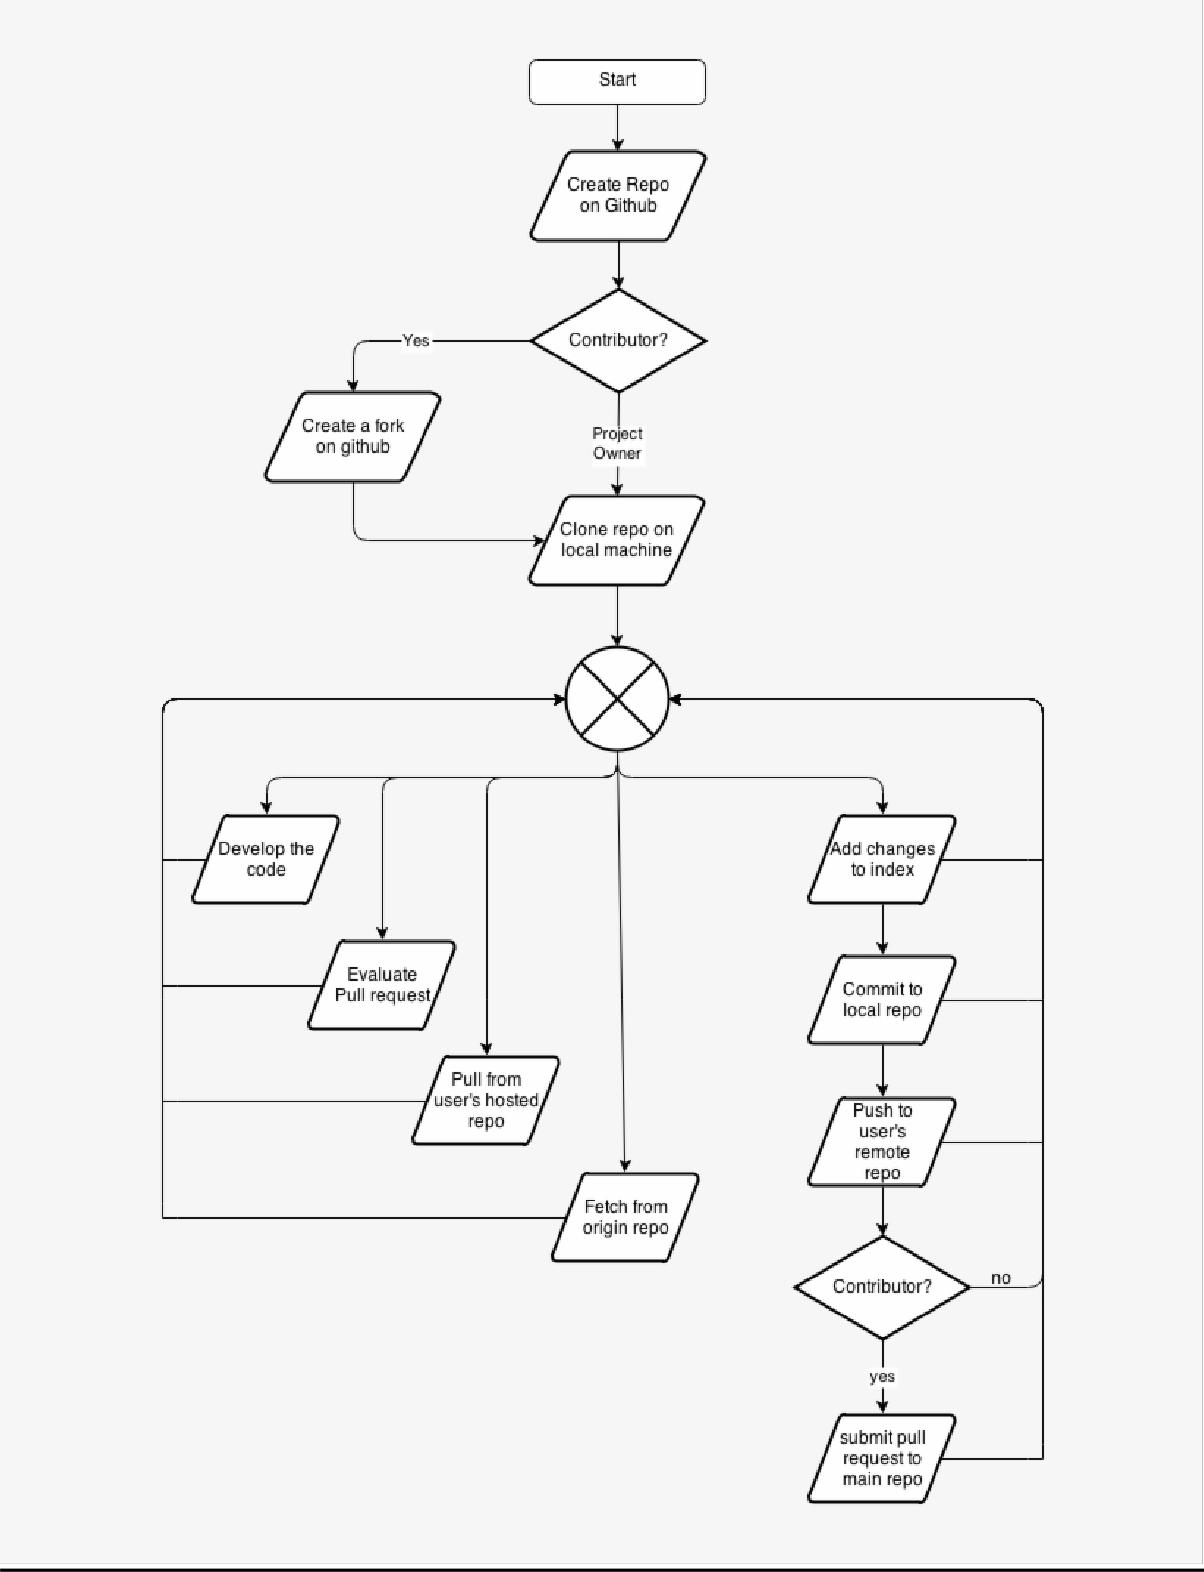 Start
Create Repo
on Github
Contributor?
Yes
Create a fork
on github
Project
Owner
Clone repo on
local machine
Develop the
code
Evaluate
Pull request
Pull from
user's hosted
repo
Fetch from
origin repo
Add changes
to index
Commit to
local repo
Push to
user's
remote
repo
Contributor?
no
yes
submit pull
request to
main repo